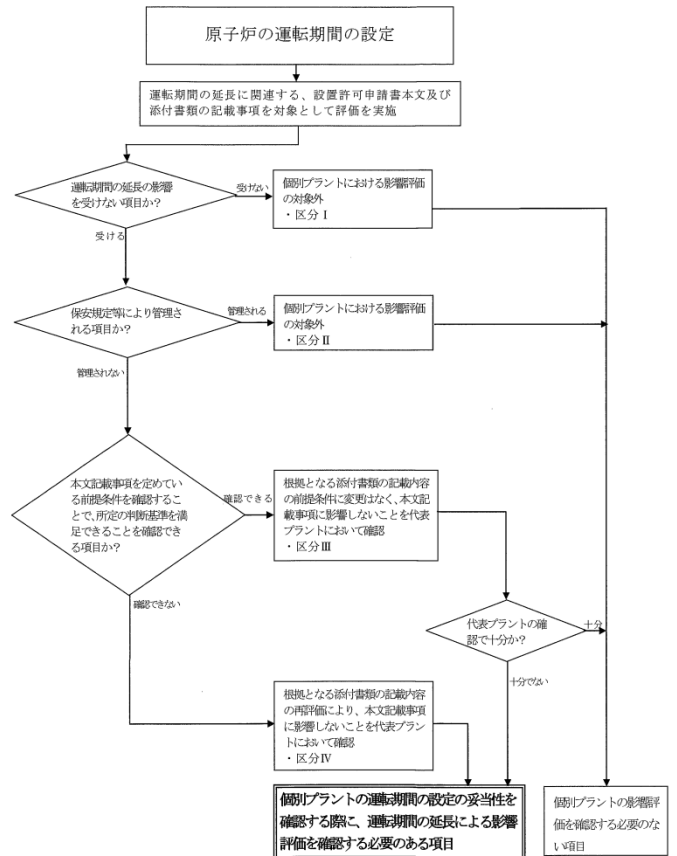 原子炉の運転期間の設定
運転期間の延長に関連する、設置許可申請書本文及び
添付書類の記載事項を対象として評価を実施
運転期間の延長の影響
を受けない項目か?
受けない
個別プラントにおける影響評価
の対象外
・区分Ⅰ
受ける
保安規定等により管理さ
れる項目か?
管理される
個別プラントにおける影響評価
の対象外
・区分Ⅱ
管理されない
本文記載事項を定めてい
る前提条件を確認するこ
とで、所定の判断基準を満
足できることを確認でき
る項目か?
確認できる
根拠となる添付書類の記載内容
の前提条件に変更はなく、本文記
載事項に影響しないことを代表
プラントにおいて確認
・区分Ⅲ
確認できない
代表プラントの確
認で十分か?
十分
十分でない
根拠となる添付書類の記載内容
の再評価により、本文記載事項
に影響しないことを代表プラン
トにおいて確認
・区分Ⅳ
個別プラントの運転期間の設定の妥当性を
確認する際に、運転期間の延長による影響
評価を確認する必要のある項目
個別プラントの影響評
価を確認する必要のな
い項目